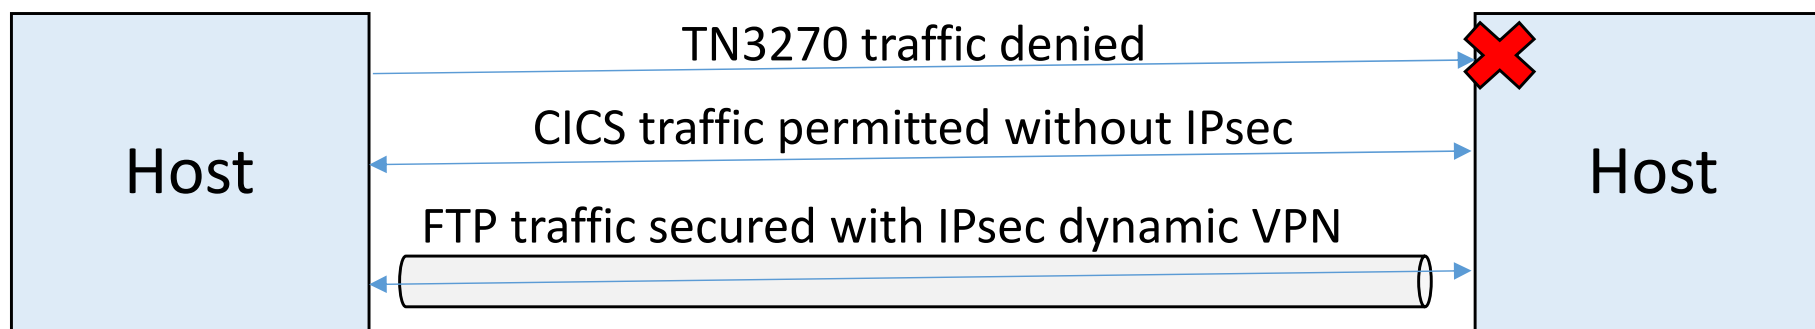 TN3270 traffic denied
CICS traffic permitted without IPsec
Host
Host
FTP traffic secured with IPsec dynamic VPN